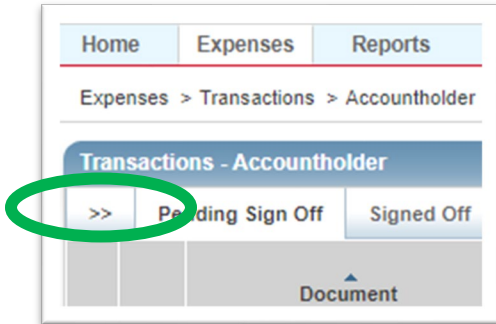 Home Expenses Reports
Expenses > Transactions > Accountholder
Transactions - Accountholder
>> Pending Sign Off Signed Off
Document